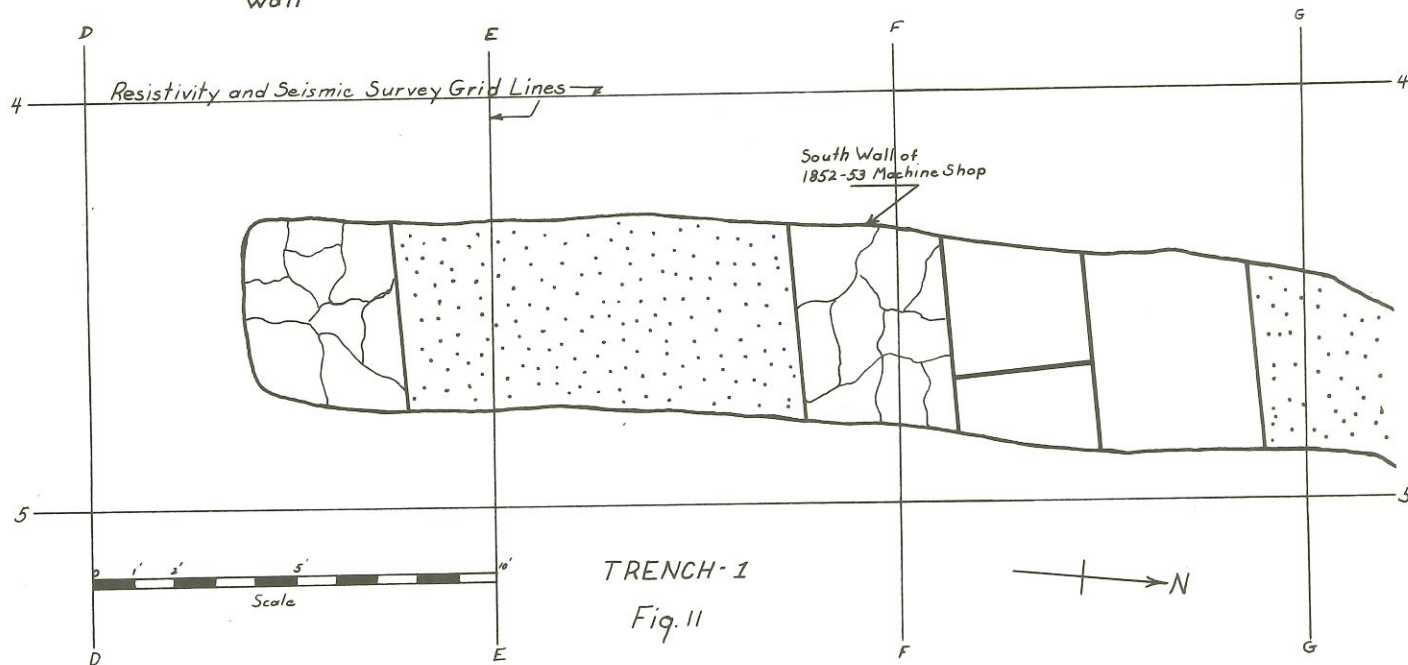 Wall
D
E
F
G
Resistivity and Seismic Survey Grid Lines
4
4
South Wall of
1852-53 Machine Shop
5
5
0 1' 2' 5' 10'
Scale
TRENCH-1
Fig. 11
N
D
E
F
G